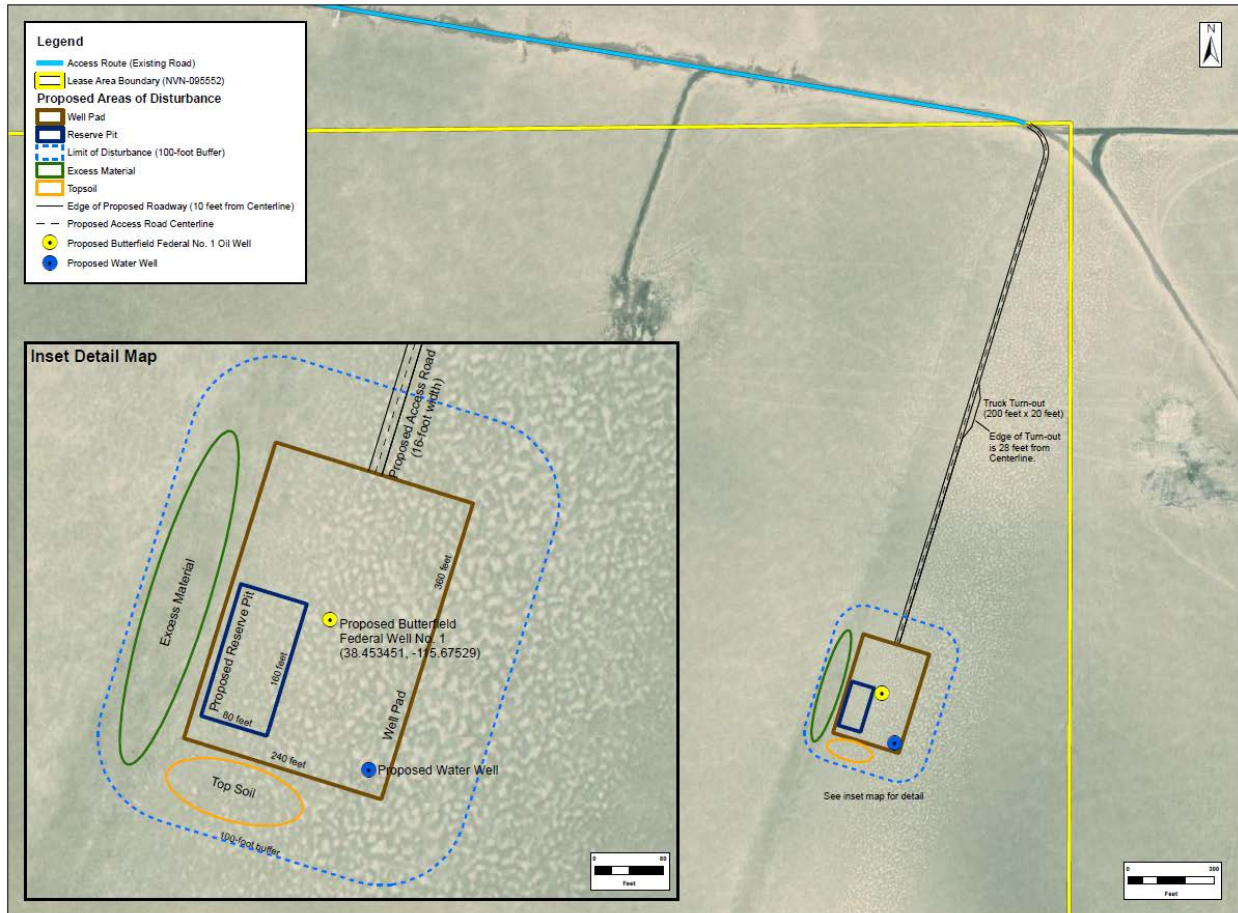 Legend
Access Route (Existing Road)
Lease Area Boundary (NVN-095552)
Proposed Areas of Disturbance
Well Pad
Reserve Pit
Limit of Disturbance (100-foot Buffer)
Excess Material
Topsoil
Edge of Proposed Roadway (10 feet from Centerline)
Proposed Access Road Centerline
Proposed Butterfield Federal No. 1 Oil Well
Proposed Water Well
N
Truck Turn-out
(200 feet x 20 feet)
Edge of Turn-out
is 28 feet from
Centerline.
See inset map for detail
0 300
Feet
Inset Detail Map
Proposed Access Road
(16-foot width)
Excess Material
360 feet
Proposed Reserve Pit
160 feet
80 feet
Proposed Butterfield
Federal Well No. 1
(38.453451, -115.67529)
Well Pad
240 feet
Proposed Water Well
Top Soil
100-foot buffer
0 80
Feet